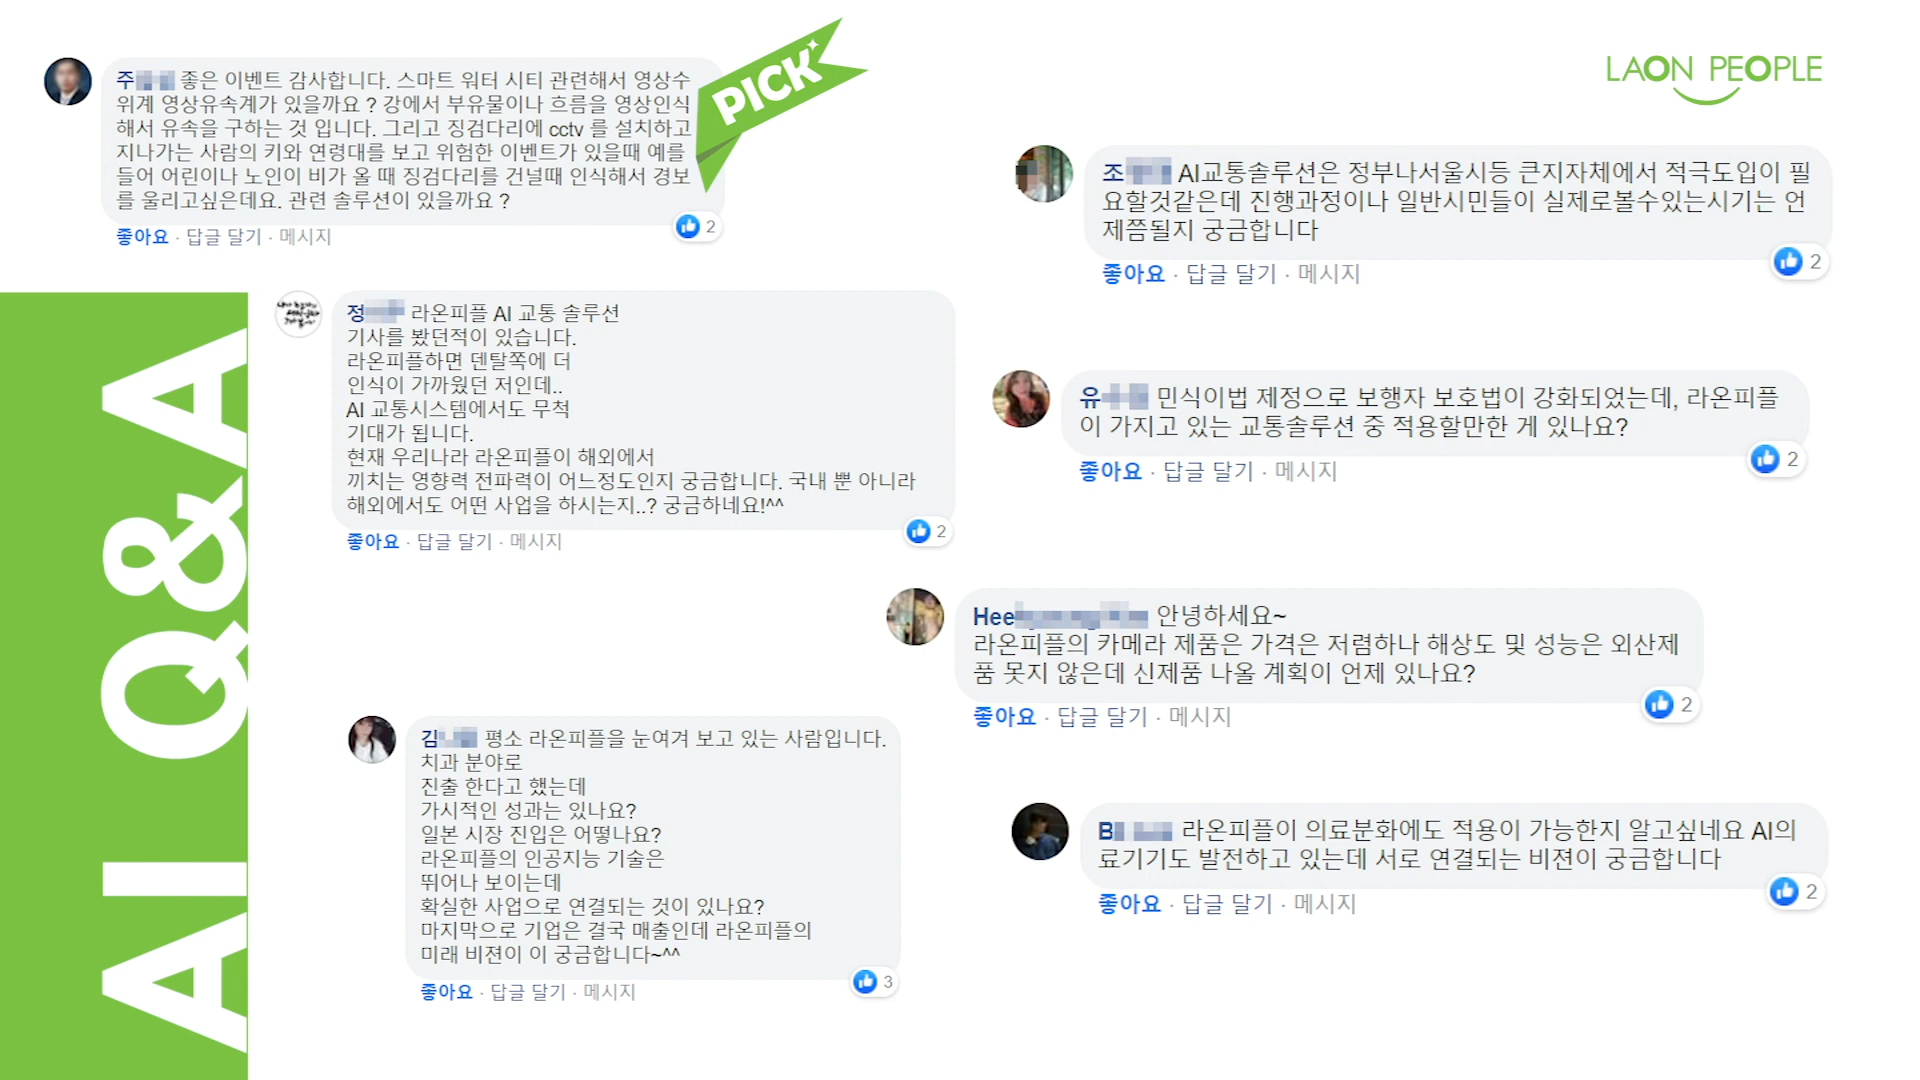 LAON PEOPLE
AI Q&A
PICK
주 좋은 이벤트 감사합니다. 스마트 워터 시티 관련해서 영상수
위계 영상유속계가 있을까요 ? 강에서 부유물이나 흐름을 영상인식
해서 유속을 구하는 것 입니다. 그리고 징검다리에 cctv 를 설치하고
지나가는 사람의 키와 연령대를 보고 위험한 이벤트가 있을때 예를
들어 어린이나 노인이 비가 올 때 징검다리를 건널때 인식해서 경보
를 울리고싶은데요. 관련 솔루션이 있을까요 ?
2
좋아요 · 답글 달기 · 메시지
정 라온피플 AI 교통 솔루션
기사를 봤던적이 있습니다.
라온피플하면 덴탈쪽에 더
인식이 가까웠던 저인데..
AI 교통시스템에서도 무척
기대가 됩니다.
현재 우리나라 라온피플이 해외에서
끼치는 영향력 전파력이 어느정도인지 궁금합니다. 국내 뿐 아니라
해외에서도 어떤 사업을 하시는지..? 궁금하네요!^^
2
좋아요 · 답글 달기 · 메시지
김 평소 라온피플을 눈여겨 보고 있는 사람입니다.
치과 분야로
진출 한다고 했는데
가시적인 성과는 있나요?
일본 시장 진입은 어떻나요?
라온피플의 인공지능 기술은
뛰어나 보이는데
확실한 사업으로 연결되는 것이 있나요?
마지막으로 기업은 결국 매출인데 라온피플의
미래 비젼이 이 궁금합니다~^^
3
좋아요 · 답글 달기 · 메시지
조 AI교통솔루션은 정부나서울시등 큰지자체에서 적극도입이 필
요할것같은데 진행과정이나 일반시민들이 실제로볼수있는시기는 언
제쯤될지 궁금합니다
2
좋아요 · 답글 달기 · 메시지
유 민식이법 제정으로 보행자 보호법이 강화되었는데, 라온피플
이 가지고 있는 교통솔루션 중 적용할만한 게 있나요?
2
좋아요 · 답글 달기 · 메시지
Hee 안녕하세요~
라온피플의 카메라 제품은 가격은 저렴하나 해상도 및 성능은 외산제
품 못지 않은데 신제품 나올 계획이 언제 있나요?
2
좋아요 · 답글 달기 · 메시지
B 라온피플이 의료분화에도 적용이 가능한지 알고싶네요 AI의
료기기도 발전하고 있는데 서로 연결되는 비젼이 궁금합니다
2
좋아요 · 답글 달기 · 메시지